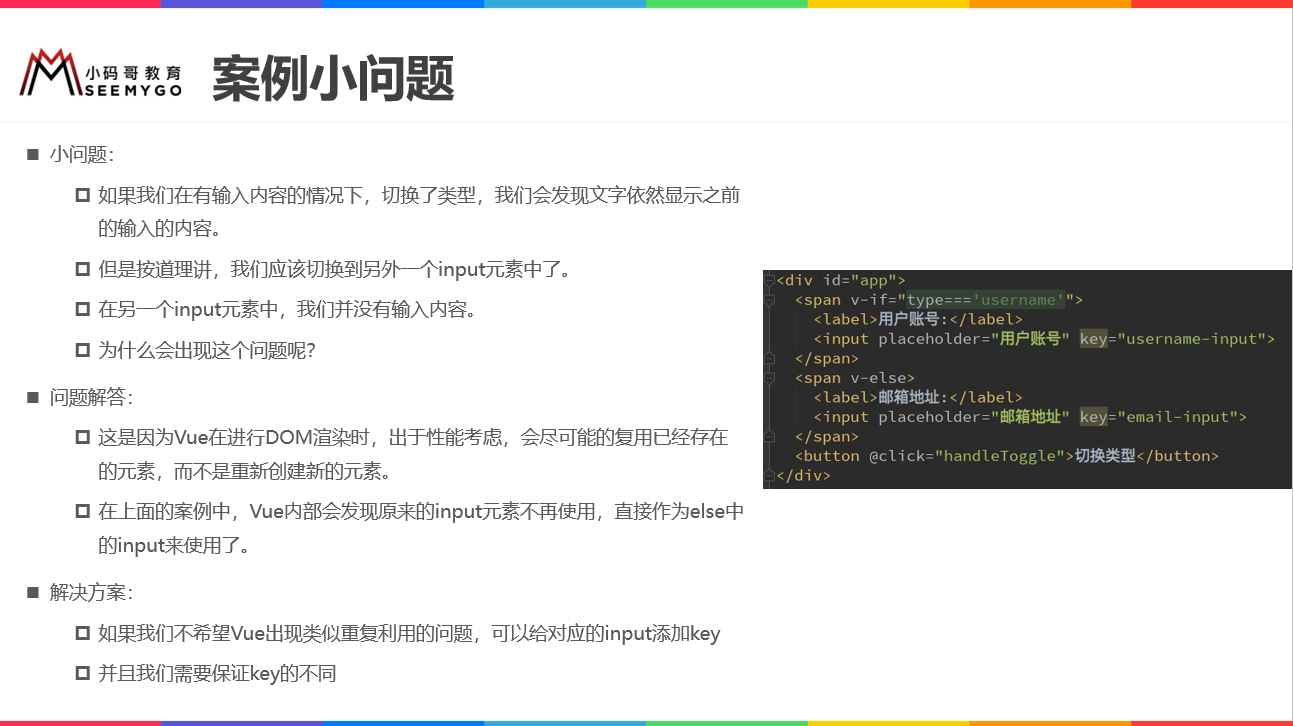 小码哥教育
SEEMYGO
案例小问题
小问题：
如果我们在有输入内容的情况下，切换了类型，我们会发现文字依然显示之前
的输入的内容。
但是按道理讲，我们应该切换到另外一个input元素中了。
在另一个input元素中，我们并没有输入内容。
为什么会出现这个问题呢？
问题解答：
这是因为Vue在进行DOM渲染时，出于性能考虑，会尽可能的复用已经存在
的元素，而不是重新创建新的元素。
在上面的案例中，Vue内部会发现原来的input元素不再使用，直接作为else中
的input来使用了。
解决方案：
如果我们不希望Vue出现类似重复利用的问题，可以给对应的input添加key
并且我们需要保证key的不同
<div id="app">
<span v-if="type==='username'">
<label>用户账号:</label>
<input placeholder="用户账号" key="username-input">
</span>
<span v-else>
<label>邮箱地址:</label>
<input placeholder="邮箱地址" key="email-input">
</span>
<button @click="handleToggle">切换类型</button>
</div>